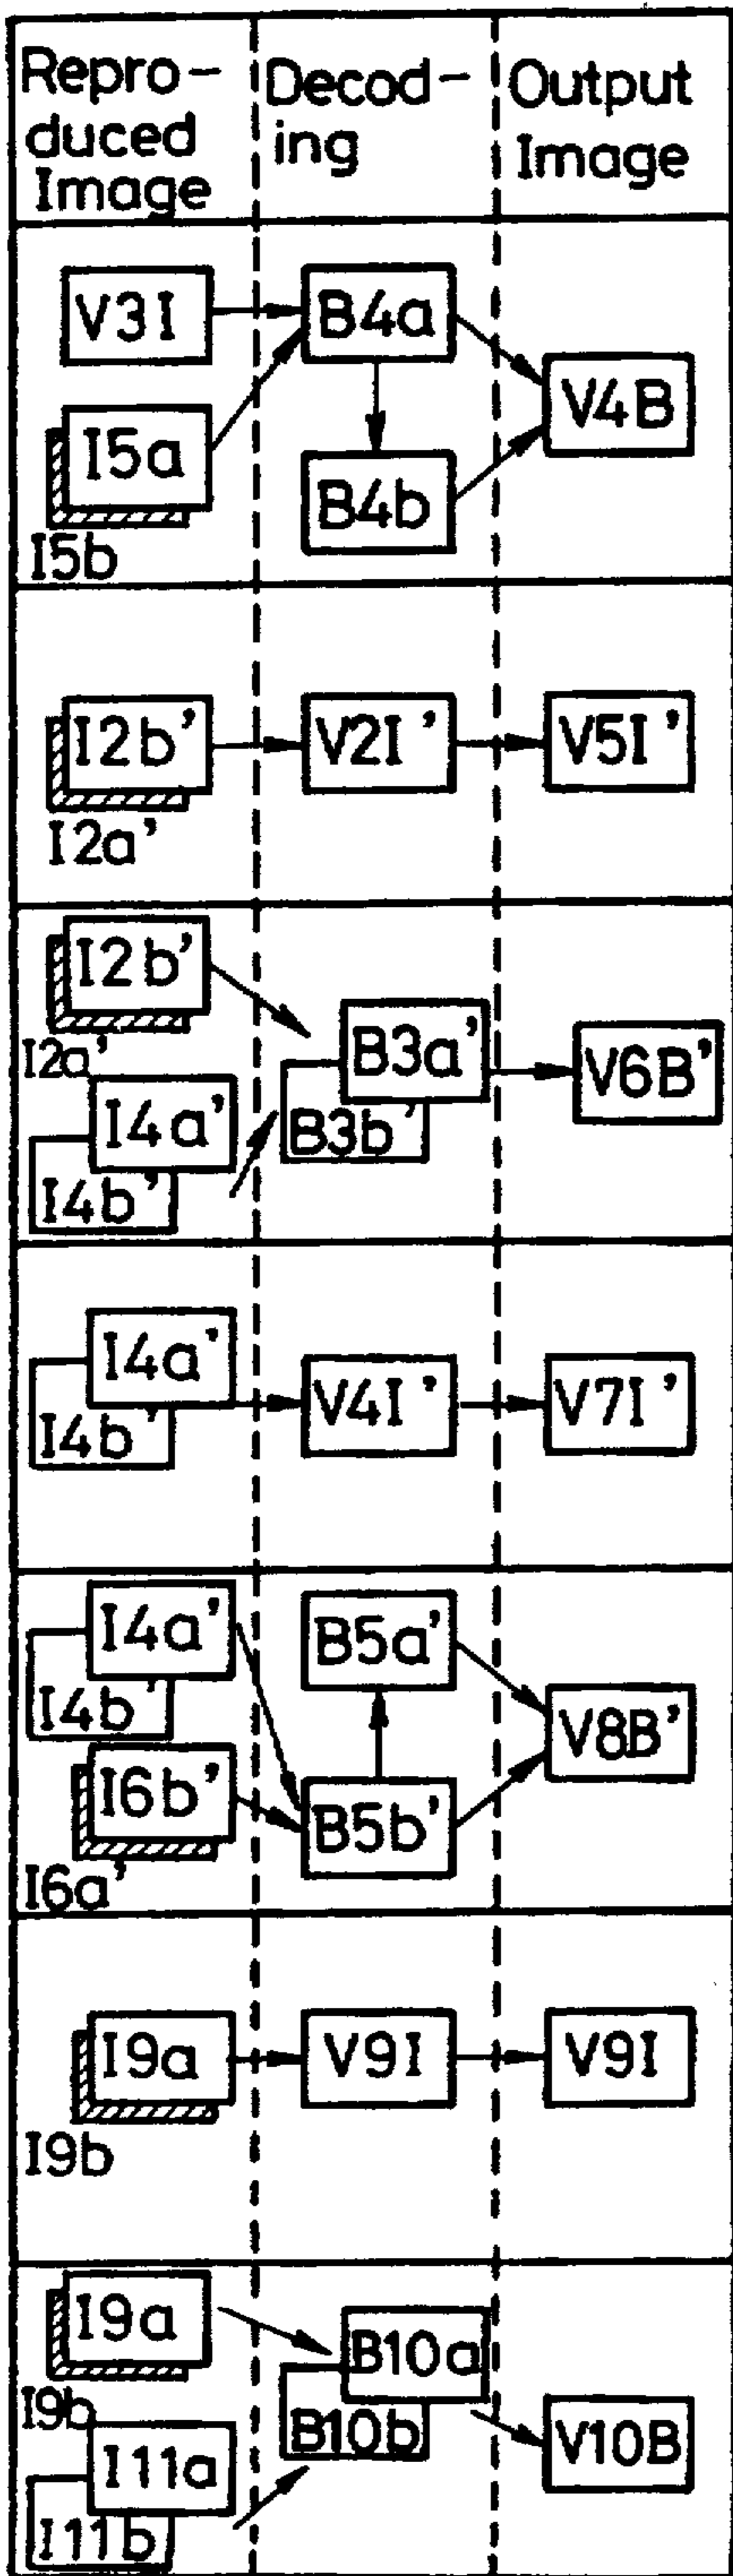 Repro-
duced
Image
Decod-
ing
Output
Image
V3I
B4a
V4B
I5a
B4b
I5b
I2b'
V2I'
V5I'
I2a'
I2b'
I2a'
B3a'
V6B'
I4a'
B3b'
I4b'
I4a'
V4I'
V7I'
I4b'
I4a'
B5a'
I4b'
V8B'
I6b'
B5b'
I6a'
I9a
V9I
V9I
I9b
I9a
B10a
I9b
B10b
V10B
I11a
I11b